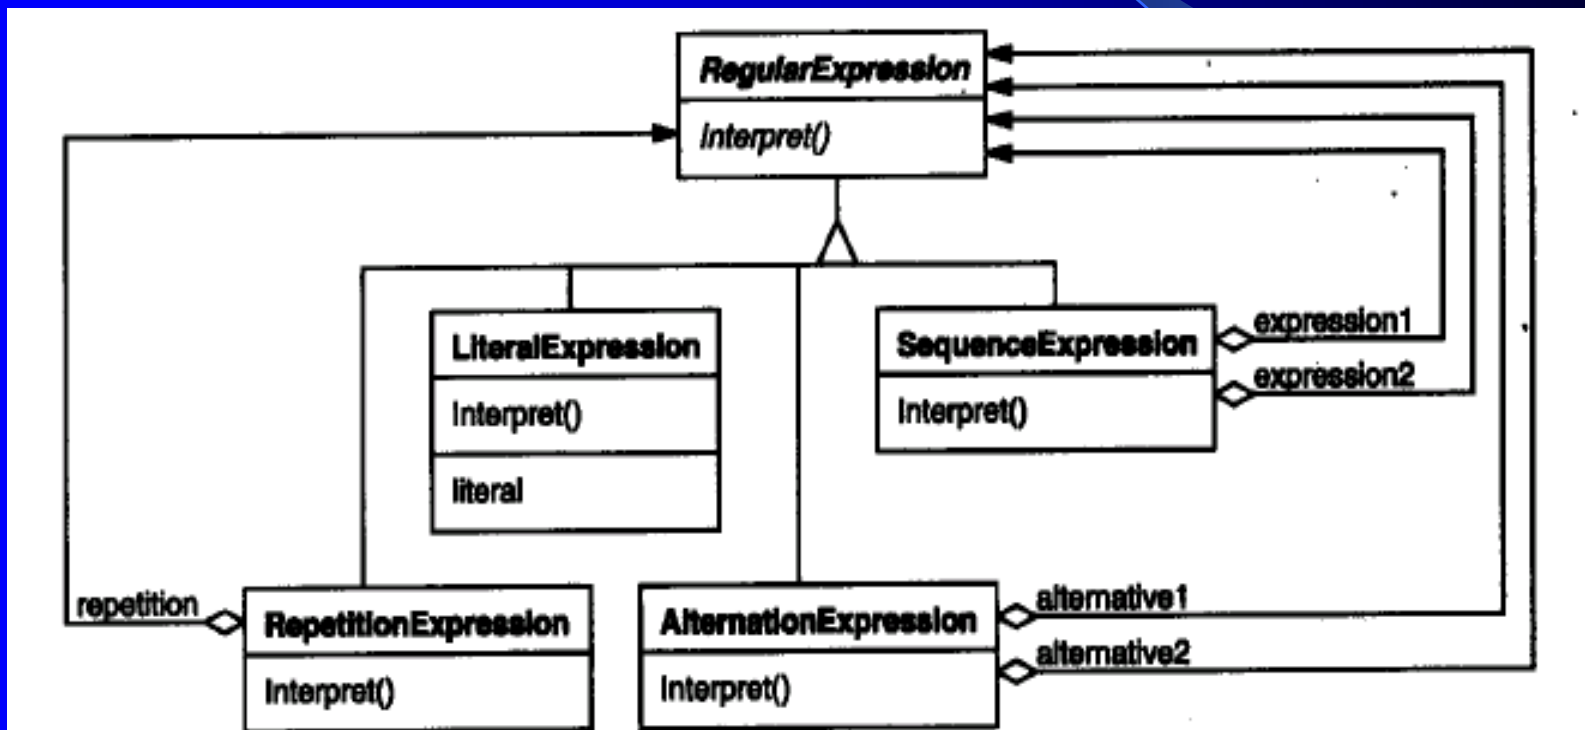 RegularExpression
Interpret()
LiteralExpression
Interpret()
literal
SequenceExpression
Interpret()
expression1
expression2
repetition
RepetitionExpression
Interpret()
AlternationExpression
Interpret()
alternative1
alternative2